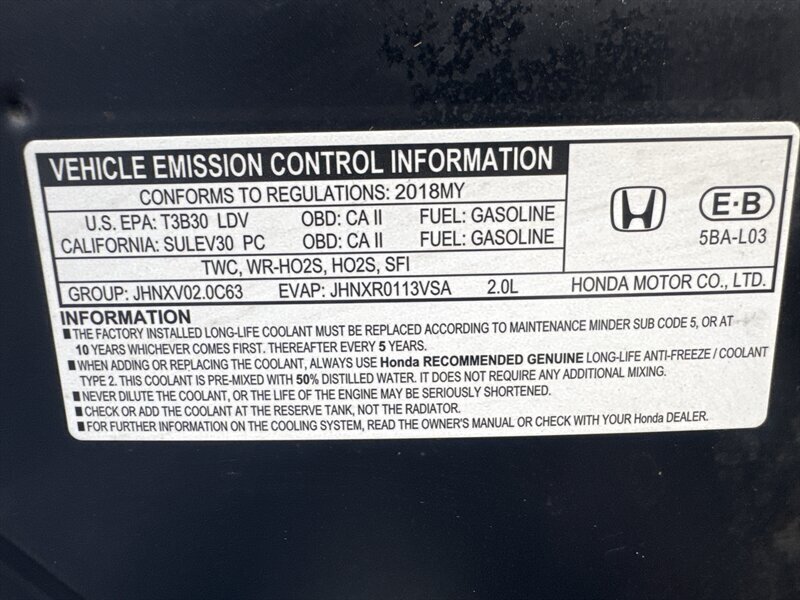 VEHICLE EMISSION CONTROL INFORMATION
CONFORMS TO REGULATIONS: 2018MY
U.S. EPA: T3B30 LDV OBD: CA II FUEL: GASOLINE
CALIFORNIA: SULEV30 PC OBD: CA II FUEL: GASOLINE
TWC, WR-HO2S, HO2S, SFI
GROUP: JHNXV02.0C63 EVAP: JHNXR0113VSA 2.0L
E·B
5BA-L03
HONDA MOTOR CO., LTD.
INFORMATION
■THE FACTORY INSTALLED LONG-LIFE COOLANT MUST BE REPLACED ACCORDING TO MAINTENANCE MINDER SUB CODE 5, OR AT
10 YEARS WHICHEVER COMES FIRST. THEREAFTER EVERY 5 YEARS.
■WHEN ADDING OR REPLACING THE COOLANT, ALWAYS USE Honda RECOMMENDED GENUINE LONG-LIFE ANTI-FREEZE / COOLANT
TYPE 2. THIS COOLANT IS PRE-MIXED WITH 50% DISTILLED WATER. IT DOES NOT REQUIRE ANY ADDITIONAL MIXING.
■NEVER DILUTE THE COOLANT, OR THE LIFE OF THE ENGINE MAY BE SERIOUSLY SHORTENED.
■CHECK OR ADD THE COOLANT AT THE RESERVE TANK, NOT THE RADIATOR.
■FOR FURTHER INFORMATION ON THE COOLING SYSTEM, READ THE OWNER'S MANUAL OR CHECK WITH YOUR Honda DEALER.